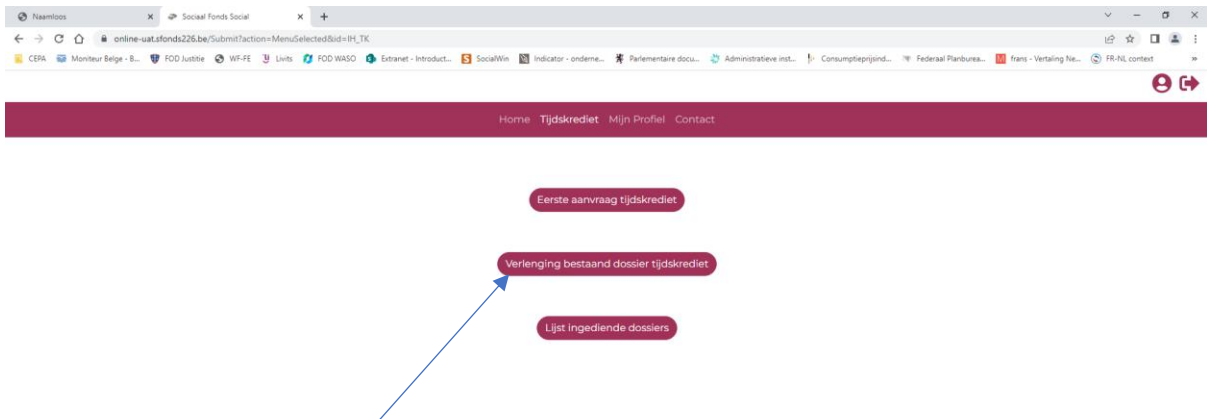 Naamloos
Sociaal Fonds Social
online-uat.sfonds226.be/Submit?action=MenuSelected&id=IH_TK
CEPA Moniteur Belge - B... FOD Justitie WF-FE Livits FOD WASO Extranet - Introduct... SocialWin Indicator - onderne... Parlementaire docu... Administratieve inst... Consumptieprijsind... Federaal Planburea... frans - Vertaling Ne... FR-NL context »
Home Tijdskrediet Mijn Profiel Contact
Eerste aanvraag tijdskrediet
Verlenging bestaand dossier tijdskrediet
Lijst ingediende dossiers